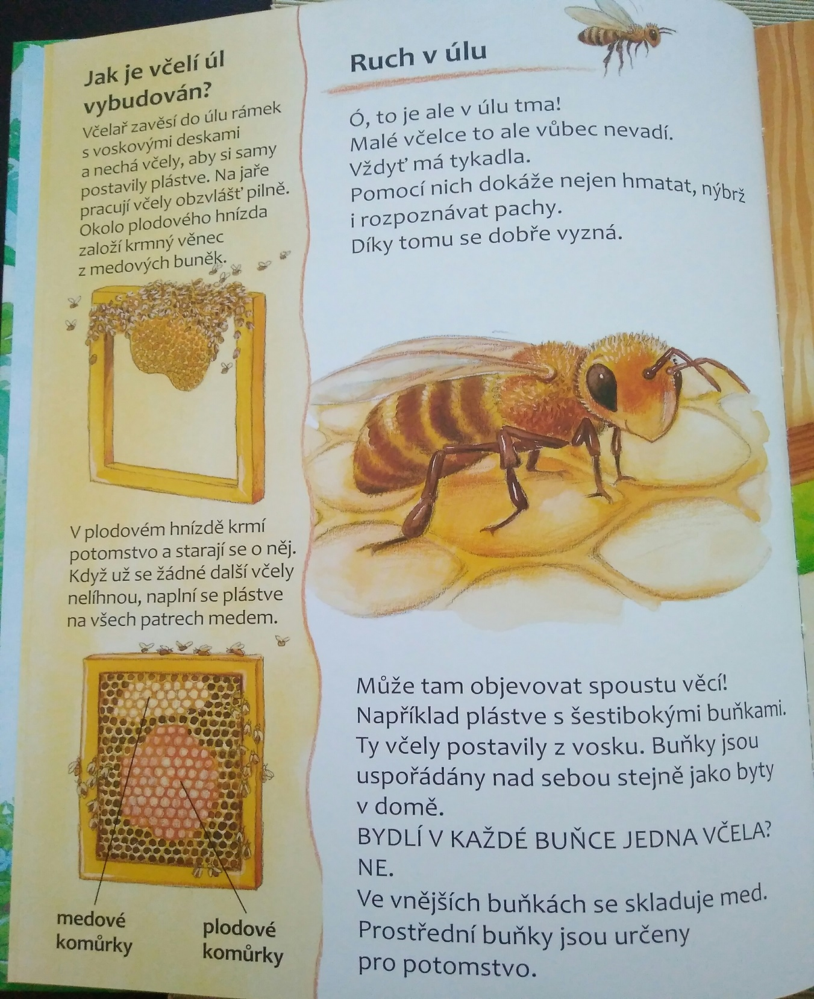 Jak je včelí úl
vybudován?
Včelař zavěsí do úlu rámek
s voskovými deskami
a nechá včely, aby si samy
postavily plástve. Na jaře
pracují včely obzvlášť pilně.
Okolo plodového hnízda
založí krmný věnec
z medových buněk.
V plodovém hnízdě krmí
potomstvo a starají se o něj.
Když už se žádné další včely
nelíhnou, naplní se plástve
na všech patrech medem.
medové
komůrky
plodové
komůrky
Ruch v úlu
Ó, to je ale v úlu tma!
Malé včelce to ale vůbec nevadí.
Vždyť má tykadla.
Pomocí nich dokáže nejen hmatat, nýbrž
i rozpoznávat pachy.
Díky tomu se dobře vyzná.
Může tam objevovat spoustu věcí!
Například plástve s šestibokými buňkami.
Ty včely postavily z vosku. Buňky jsou
uspořádány nad sebou stejně jako byty
v domě.
BYDLÍ V KAŽDÉ BUŇCE JEDNA VČELA?
NE.
Ve vnějších buňkách se skladuje med.
Prostřední buňky jsou určeny
pro potomstvo.